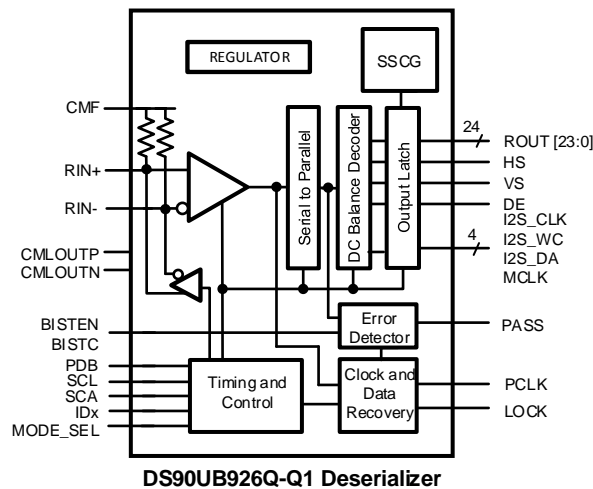 REGULATOR
SSCG
CMF
RIN+
RIN-
CMLOUTP
CMLOUTN
BISTEN
BISTC
PDB
SCL
SCA
IDx
MODE_SEL
Serial to Parallel
DC Balance Decoder
Output Latch
24
ROUT [23:0]
HS
VS
DE
I2S_CLK
4
I2S_WC
I2S_DA
MCLK
Error
Detector
PASS
Timing and
Control
Clock and
Data
Recovery
PCLK
LOCK
DS90UB926Q-Q1 Deserializer